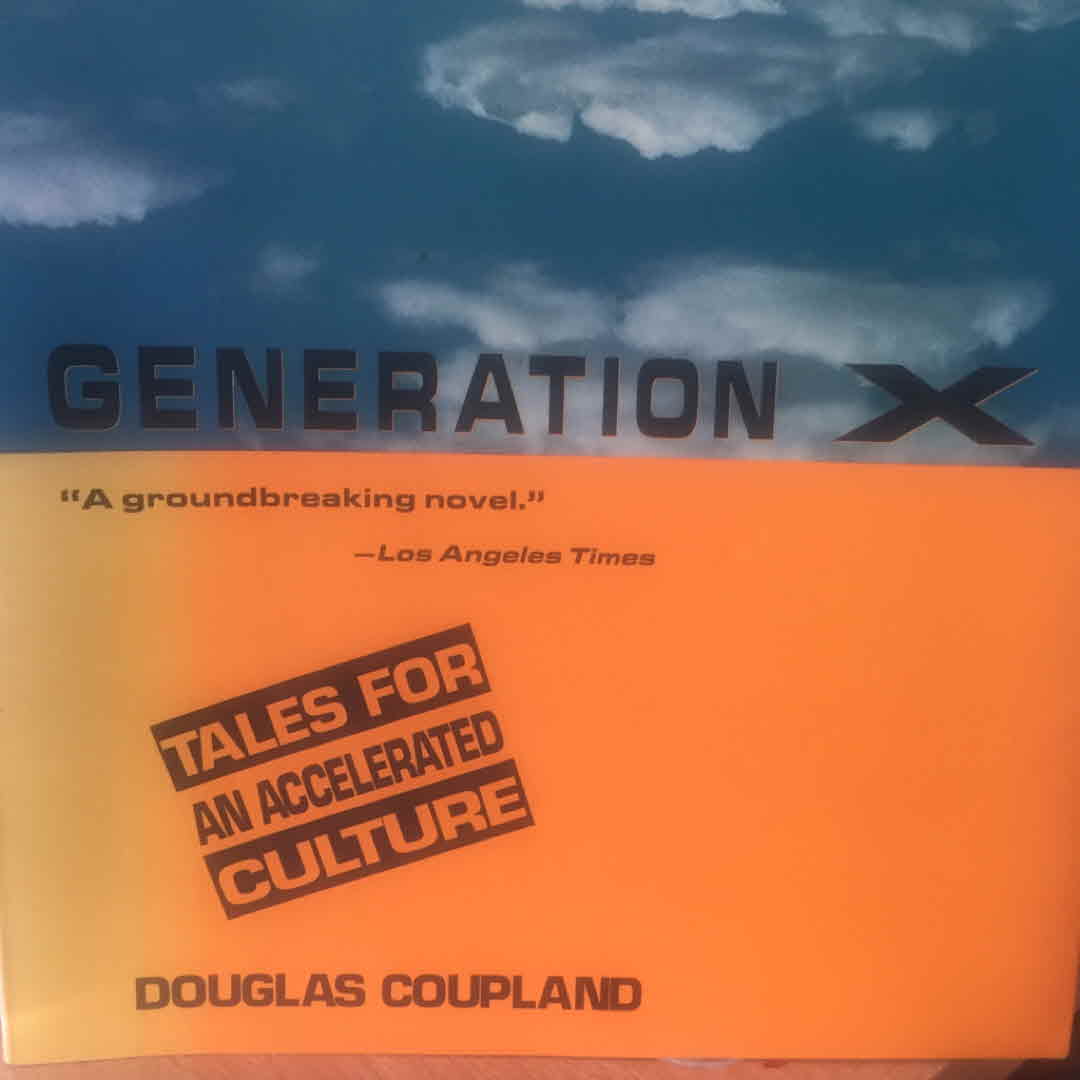 GENERATION X
“A groundbreaking novel.”
—Los Angeles Times
TALES FOR
AN ACCELERATED
CULTURE
DOUGLAS COUPLAND